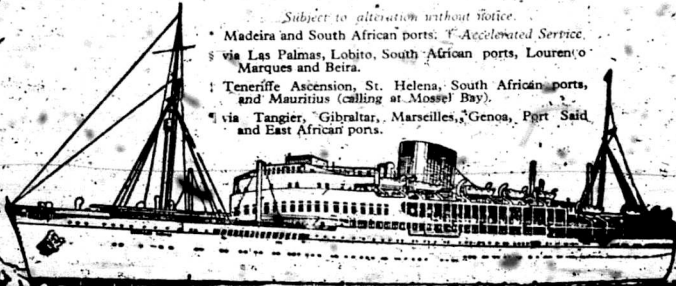 Subject to alteration without notice.
* Madeira and South African ports. † Accelerated Service.
§ via Las Palmas, Lobito, South African ports, Lourenço
Marques and Beira.
‡ Teneriffe Ascension, St. Helena, South African ports,
and Mauritius (calling at Mossel Bay).
¶ via Tangier, Gibraltar, Marseilles, Genoa, Port Said
and East African ports.